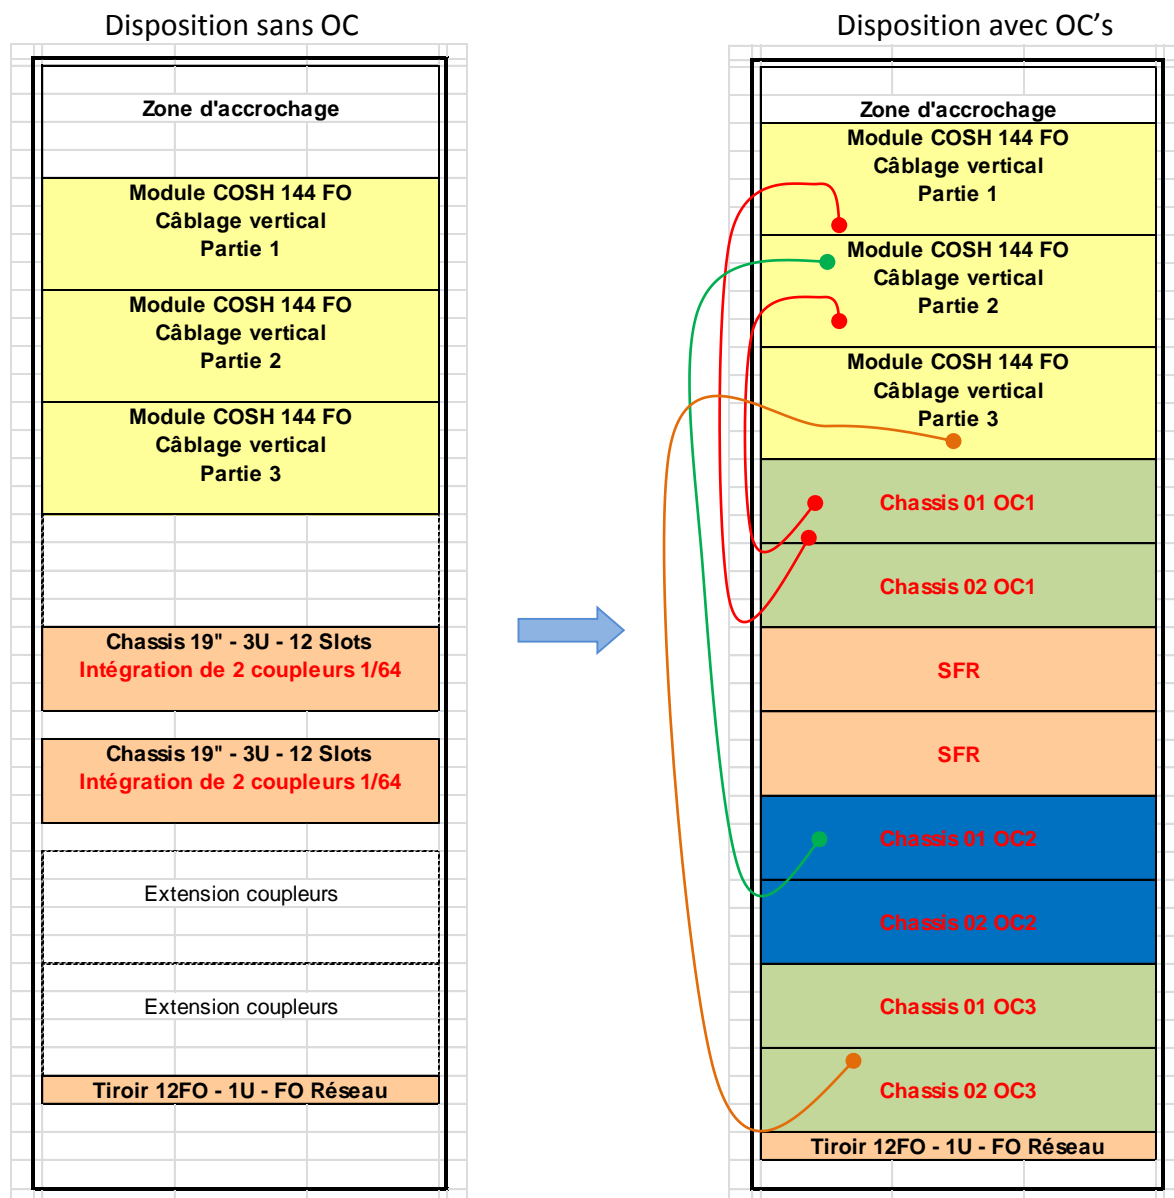 Disposition sans OC
Zone d'accrochage
Module COSH 144 FO
Câblage vertical
Partie 1
Module COSH 144 FO
Câblage vertical
Partie 2
Module COSH 144 FO
Câblage vertical
Partie 3
Chassis 19" - 3U - 12 Slots
Intégration de 2 coupleurs 1/64
Chassis 19" - 3U - 12 Slots
Intégration de 2 coupleurs 1/64
Extension coupleurs
Extension coupleurs
Tiroir 12FO - 1U - FO Réseau
Disposition avec OC's
Zone d'accrochage
Module COSH 144 FO
Câblage vertical
Partie 1
Module COSH 144 FO
Câblage vertical
Partie 2
Module COSH 144 FO
Câblage vertical
Partie 3
Chassis 01 OC1
Chassis 02 OC1
SFR
SFR
Chassis 01 OC2
Chassis 02 OC2
Chassis 01 OC3
Chassis 02 OC3
Tiroir 12FO - 1U - FO Réseau